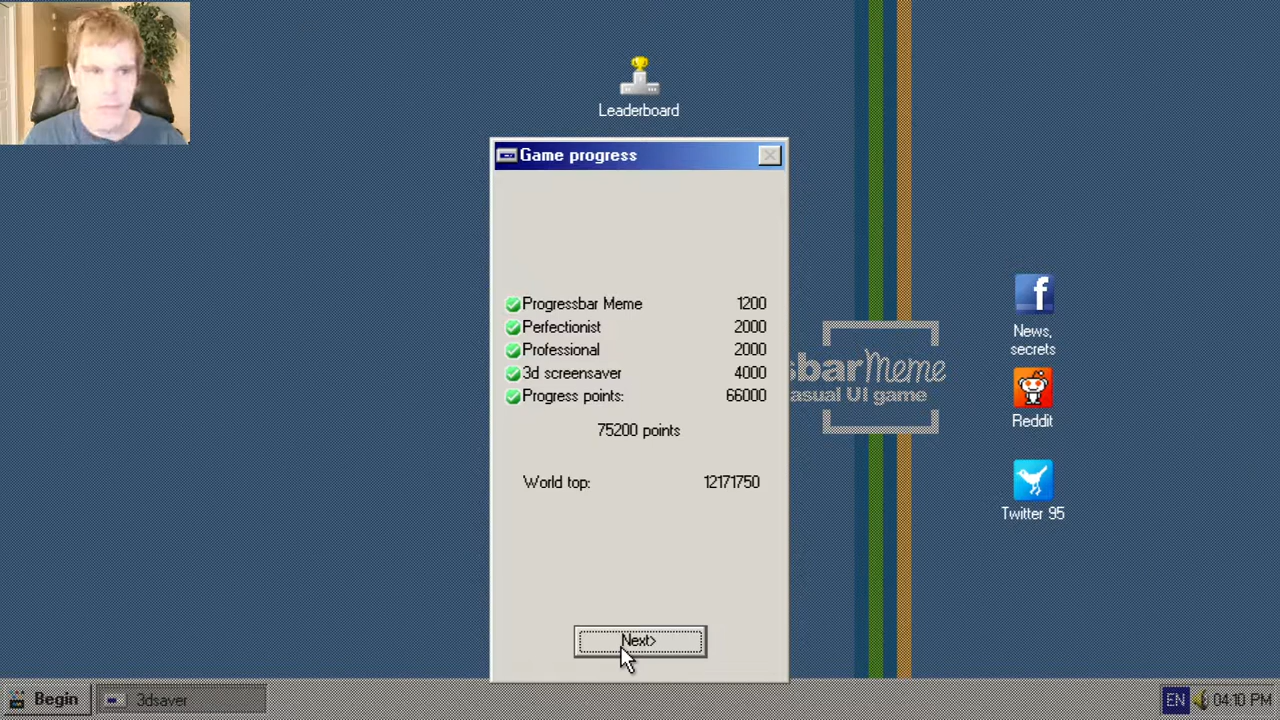 Leaderboard
Game progress
Progressbar Meme 1200
Perfectionist 2000
Professional 2000
3d screensaver 4000
Progress points: 66000
75200 points
World top: 12171750
Next>
sbarMeme
asual UI game
f
News,
secrets
Reddit
Twitter 95
Begin
3dsaver
EN
04:10 PM